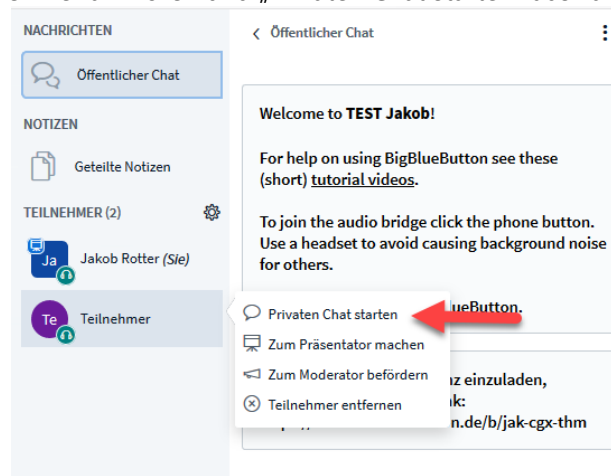 NACHRICHTEN
Öffentlicher Chat
NOTIZEN
Geteilte Notizen
TEILNEHMER (2)
Ja
Jakob Rotter (Sie)
Te
Teilnehmer
Öffentlicher Chat
Welcome to TEST Jakob!
For help on using BigBlueButton see these
(short) tutorial videos.
To join the audio bridge click the phone button.
Use a headset to avoid causing background noise
for others.
ueButton.
Privaten Chat starten
Zum Präsentator machen
Zum Moderator befördern
Teilnehmer entfernen
nz einzuladen,
nk:
n.de/b/jak-cgx-thm